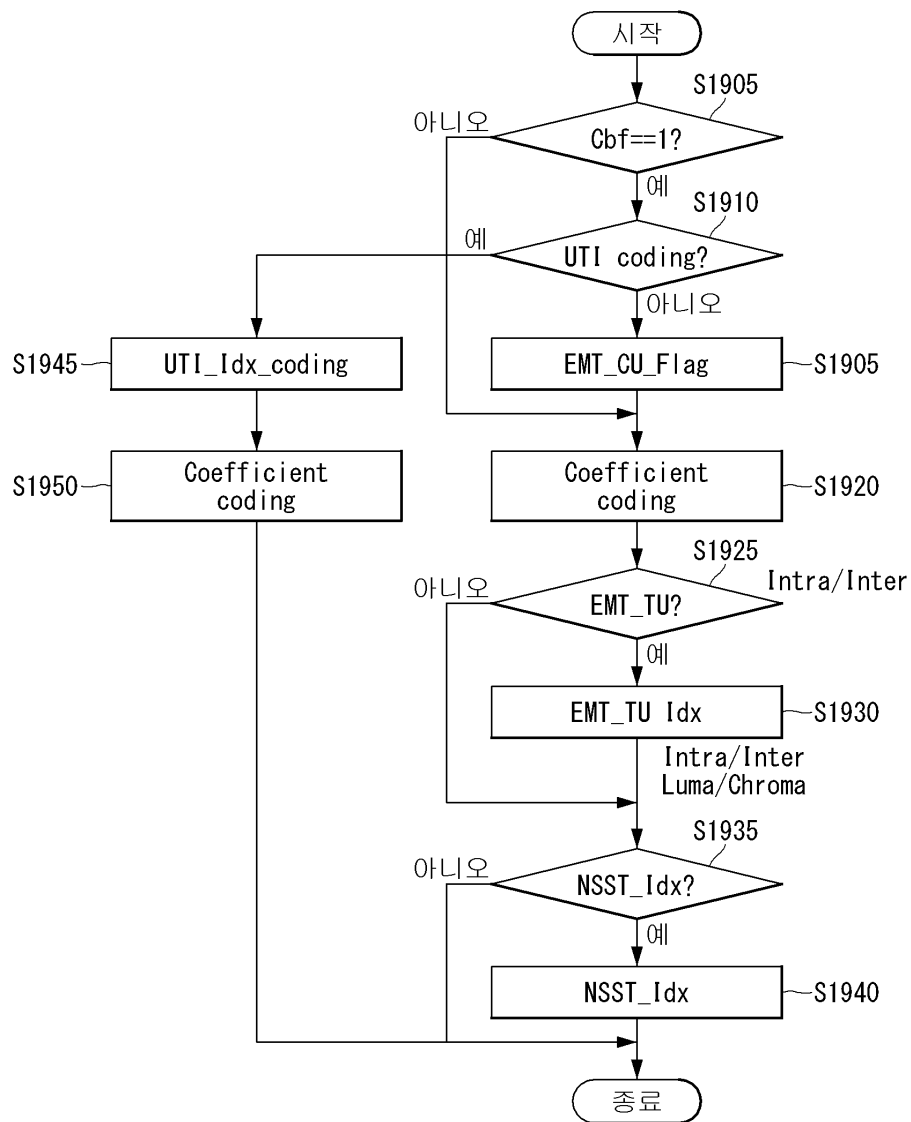 시작
S1905
아니오
Cbf==1?
예
S1910
예
UTI coding?
아니오
S1945
UTI_Idx_coding
EMT_CU_Flag
S1905
S1950
Coefficient
coding
Coefficient
coding
S1920
S1925
아니오
Intra/Inter
EMT_TU?
예
EMT_TU Idx
S1930
Intra/Inter
Luma/Chroma
S1935
아니오
NSST_Idx?
예
NSST_Idx
S1940
종료